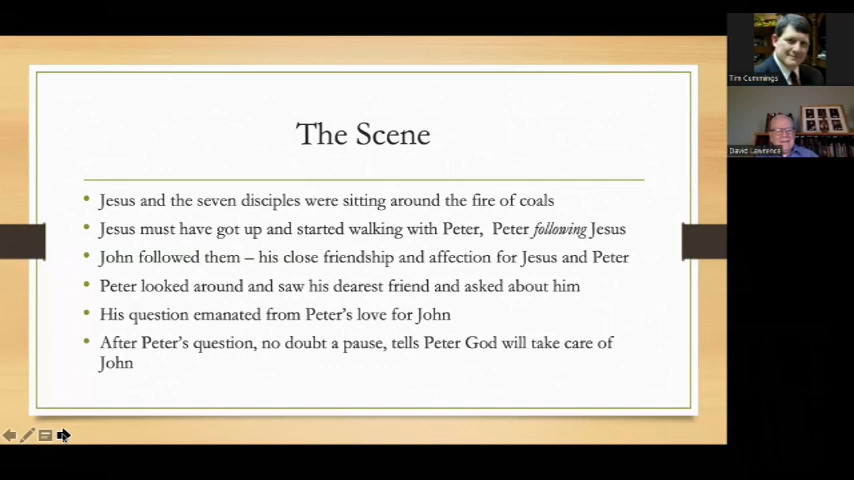 The Scene
• Jesus and the seven disciples were sitting around the fire of coals
• Jesus must have got up and started walking with Peter, Peter following Jesus
• John followed them – his close friendship and affection for Jesus and Peter
• Peter looked around and saw his dearest friend and asked about him
• His question emanated from Peter's love for John
• After Peter's question, no doubt a pause, tells Peter God will take care of
John
Tim Cummings
David Lawrence